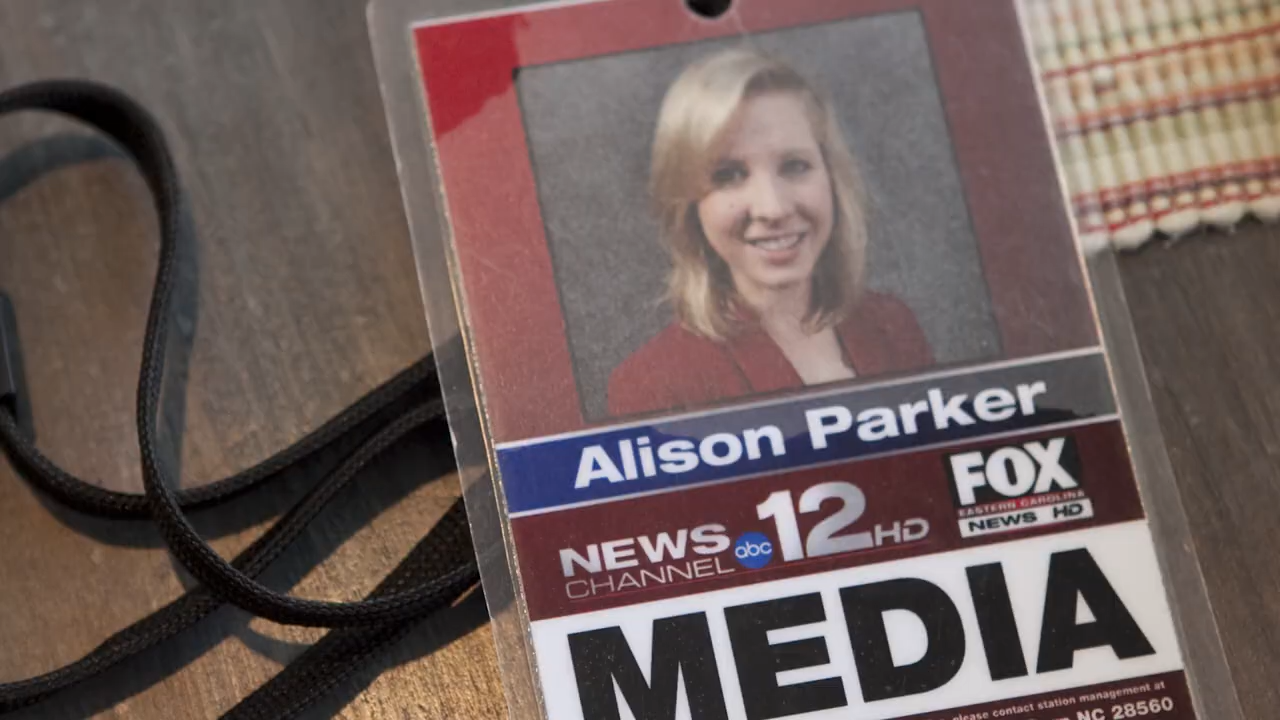 Alison Parker
NEWS abc 12 HD
CHANNEL
FOX
EASTERN CAROLINA
NEWS HD
MEDIA
please contact station management at
NC 28560